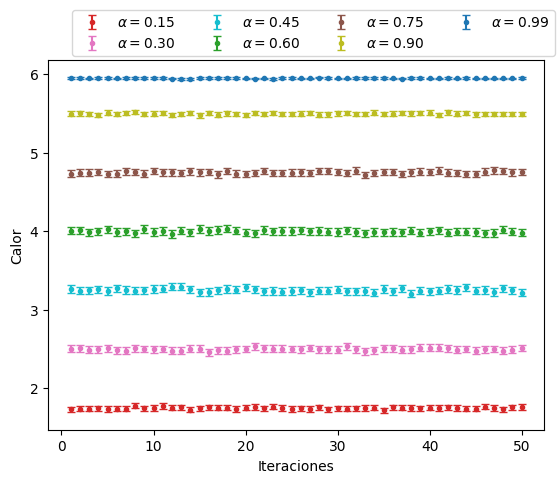 α = 0.15 α = 0.45 α = 0.75 α = 0.99
α = 0.30 α = 0.60 α = 0.90
6
5
4
3
2
Calor
0 10 20 30 40 50
Iteraciones